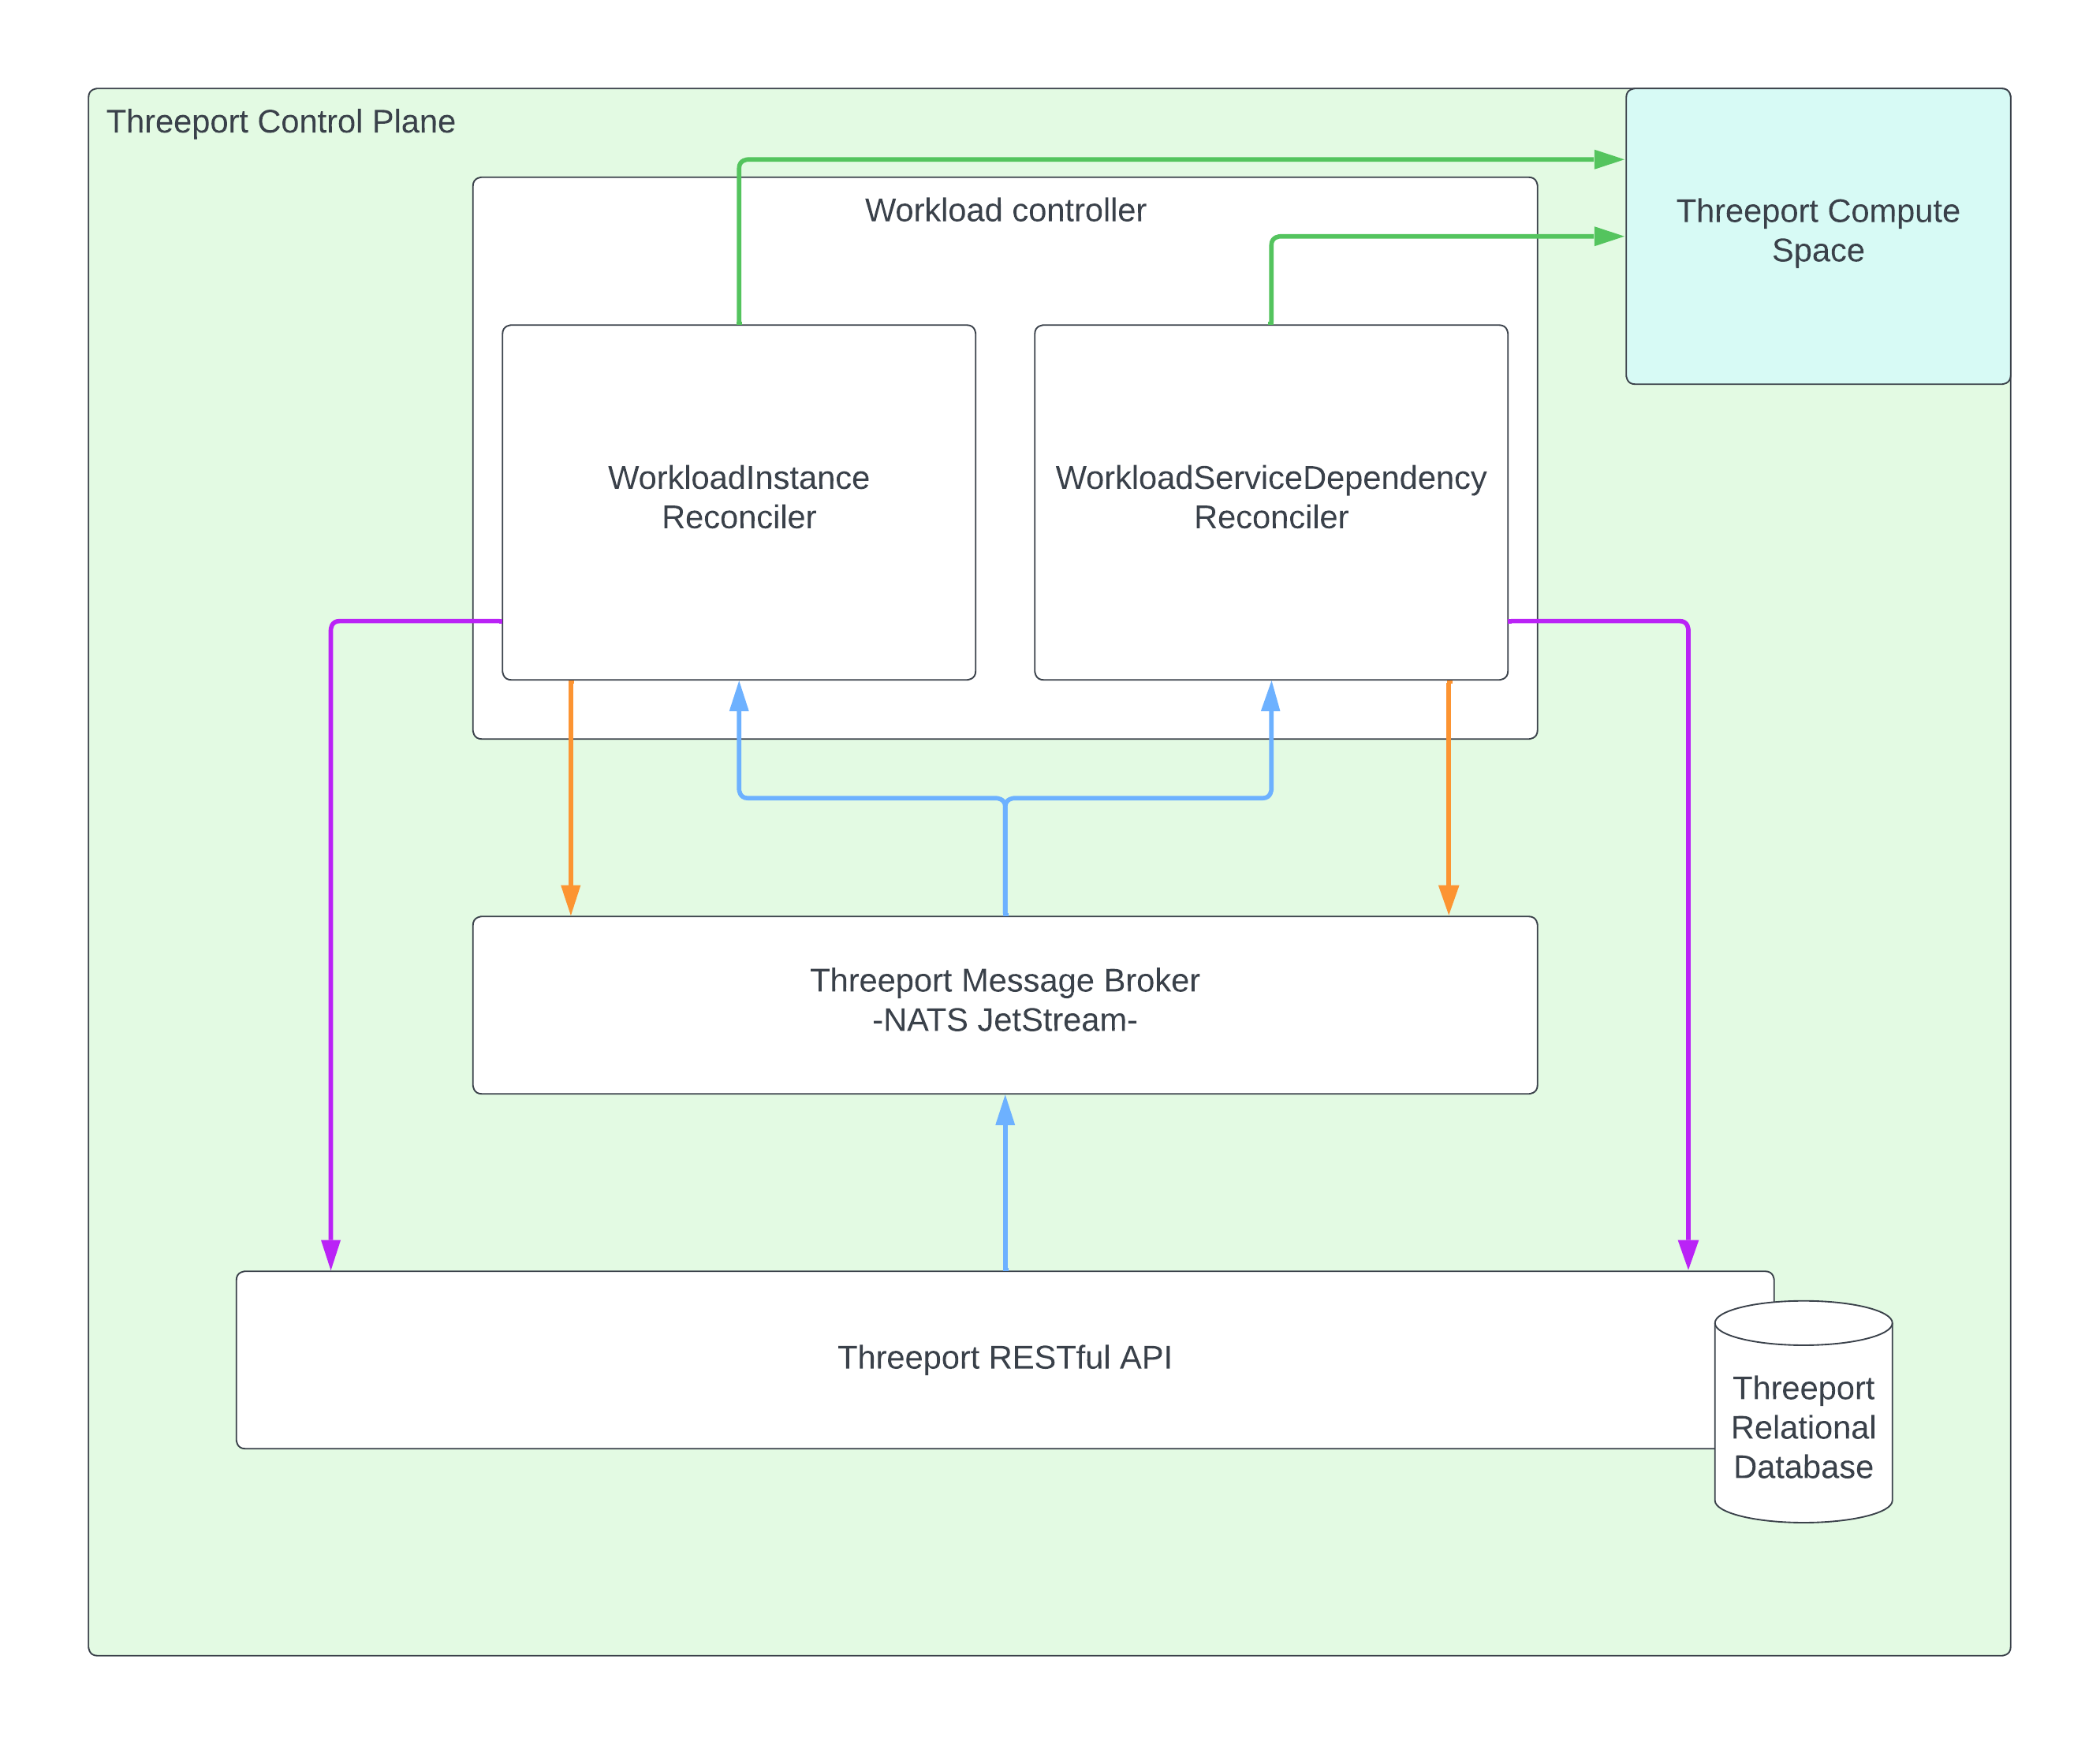 Threeport Control Plane
Workload controller
Threeport Compute
Space
WorkloadInstance
Reconciler
WorkloadServiceDependency
Reconciler
Threeport Message Broker
-NATS JetStream-
Threeport RESTful API
Threeport
Relational
Database